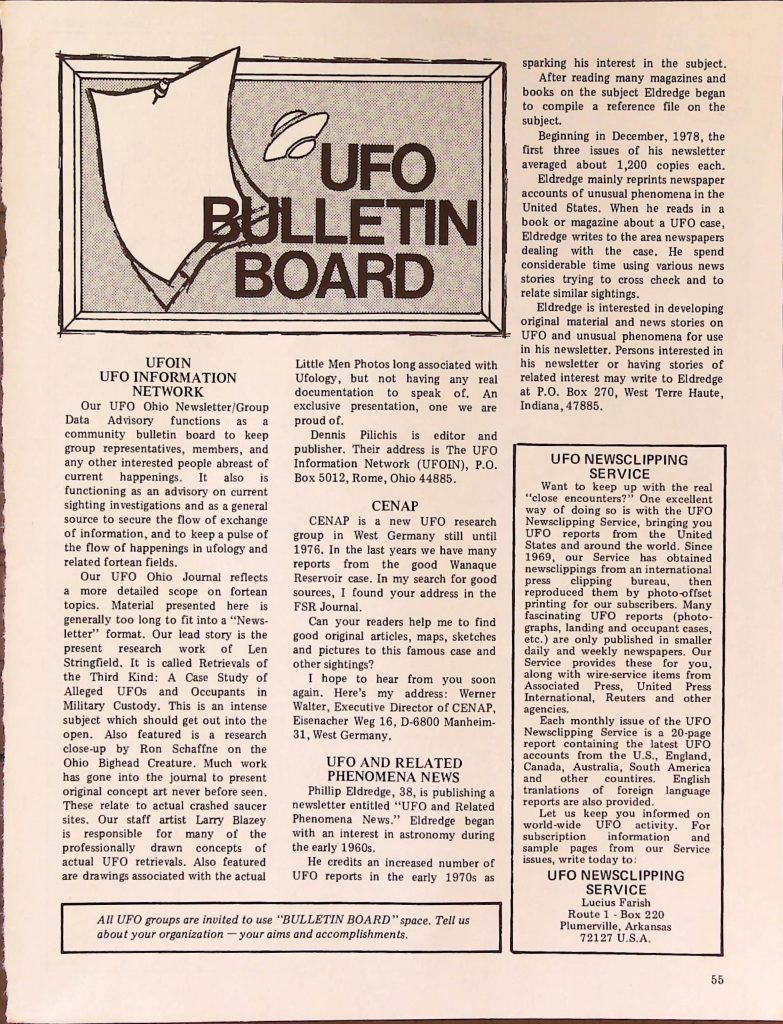 UFO
BULLETIN
BOARD
UFOIN
UFO INFORMATION
NETWORK
Our UFO Ohio Newsletter/Group
Data Advisory functions as a
community bulletin board to keep
group representatives, members, and
any other interested people abreast of
current happenings. It also is
functioning as an advisory on current
sighting investigations and as a general
source to secure the flow of exchange
of information, and to keep a pulse of
the flow of happenings in ufology and
related fortean fields.
Our UFO Ohio Journal reflects
a more detailed scope on fortean
topics. Material presented here is
generally too long to fit into a "News-
letter" format. Our lead story is the
present research work of Len
Stringfield. It is called Retrievals of
the Third Kind: A Case Study of
Alleged UFOs and Occupants in
Military Custody. This is an intense
subject which should get out into the
open. Also featured is a research
close-up by Ron Schaffne on the
Ohio Bighead Creature. Much work
has gone into the journal to present
original concept art never before seen.
These relate to actual crashed saucer
sites. Our staff artist Larry Blazey
is responsible for many of the
professionally drawn concepts of
actual UFO retrievals. Also featured
are drawings associated with the actual
Little Men Photos long associated with
Ufology, but not having any real
documentation to speak of. An
exclusive presentation, one we are
proud of.
Dennis Pilichis is editor and
publisher. Their address is The UFO
Information Network (UFOIN), P.O.
Box 5012, Rome, Ohio 44885.
CENAP
CENAP is a new UFO research
group in West Germany still until
1976. In the last years we have many
reports from the good Wanaque
Reservoir case. In my search for good
sources, I found your address in the
FSR Journal.
Can your readers help me to find
good original articles, maps, sketches
and pictures to this famous case and
other sightings?
I hope to hear from you soon
again. Here's my address: Werner
Walter, Executive Director of CENAP,
Eisenacher Weg 16, D-6800 Manheim-
31, West Germany.
UFO AND RELATED
PHENOMENA NEWS
Phillip Eldredge, 38, is publishing a
newsletter entitled "UFO and Related
Phenomena News." Eldredge began
with an interest in astronomy during
the early 1960s.
He credits an increased number of
UFO reports in the early 1970s as
sparking his interest in the subject.
After reading many magazines and
books on the subject Eldredge began
to compile a reference file on the
subject.
Beginning in December, 1978, the
first three issues of his newsletter
averaged about 1,200 copies each.
Eldredge mainly reprints newspaper
accounts of unusual phenomena in the
United States. When he reads in a
book or magazine about a UFO case,
Eldredge writes to the area newspapers
dealing with the case. He spend
considerable time using various news
stories trying to cross check and to
relate similar sightings.
Eldredge is interested in developing
original material and news stories on
UFO and unusual phenomena for use
in his newsletter. Persons interested in
his newsletter or having stories of
related interest may write to Eldredge
at P.O. Box 270, West Terre Haute,
Indiana, 47885.
UFO NEWSCLIPPING
SERVICE
Want to keep up with the real
"close encounters?" One excellent
way of doing so is with the UFO
Newsclipping Service, bringing you
UFO reports from the United
States and around the world. Since
1969, our Service has obtained
newsclippings from an international
press clipping bureau, then
reproduced them by photo-offset
printing for our subscribers. Many
fascinating UFO reports (photo-
graphs, landing and occupant cases,
etc.) are only published in smaller
daily and weekly newspapers. Our
Service provides these for you,
along with wire-service items from
Associated Press, United Press
International, Reuters and other
agencies.
Each monthly issue of the UFO
Newsclipping Service is a 20-page
report containing the latest UFO
accounts from the U.S., England,
Canada, Australia, South America
and other countires. English
tranlations of foreign language
reports are also provided.
Let us keep you informed on
world-wide UFO activity. For
subscription information and
sample pages from our Service
issues, write today to:
UFO NEWSCLIPPING
SERVICE
Lucius Farish
Route 1 - Box 220
Plumerville, Arkansas
72127 U.S.A.
All UFO groups are invited to use "BULLETIN BOARD" space. Tell us
about your organization — your aims and accomplishments.
55